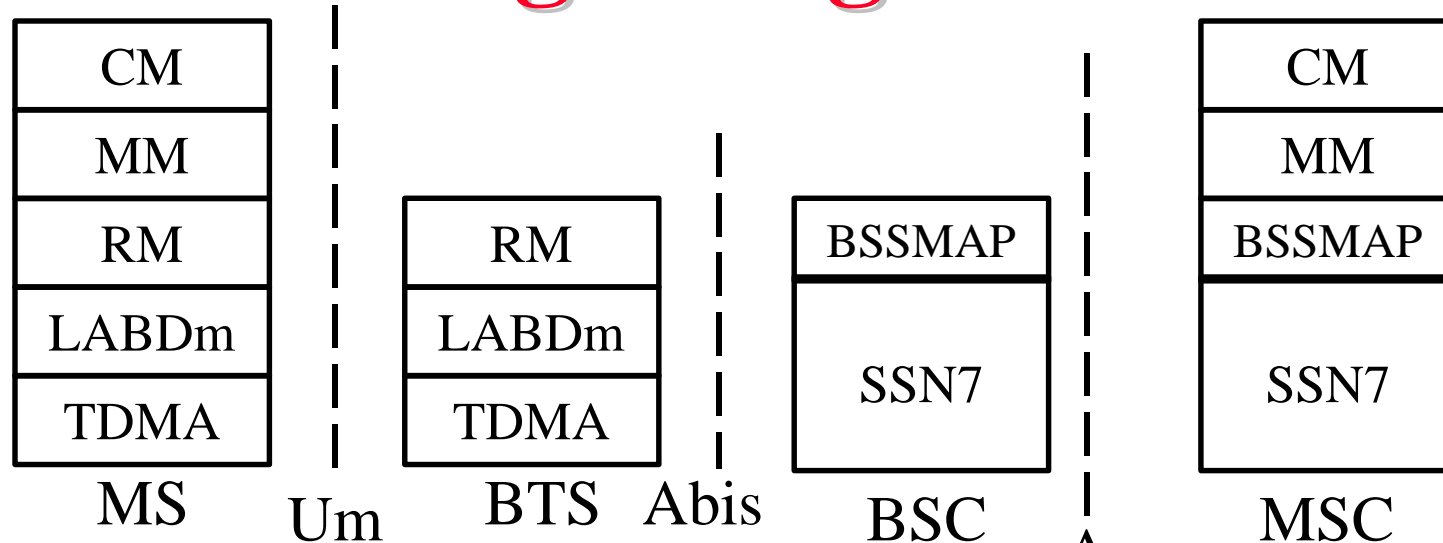 CM
MM
RM
LABDm
TDMA
MS
Um
RM
LABDm
TDMA
BTS
Abis
BSSMAP
SSN7
BSC
CM
MM
BSSMAP
SSN7
MSC